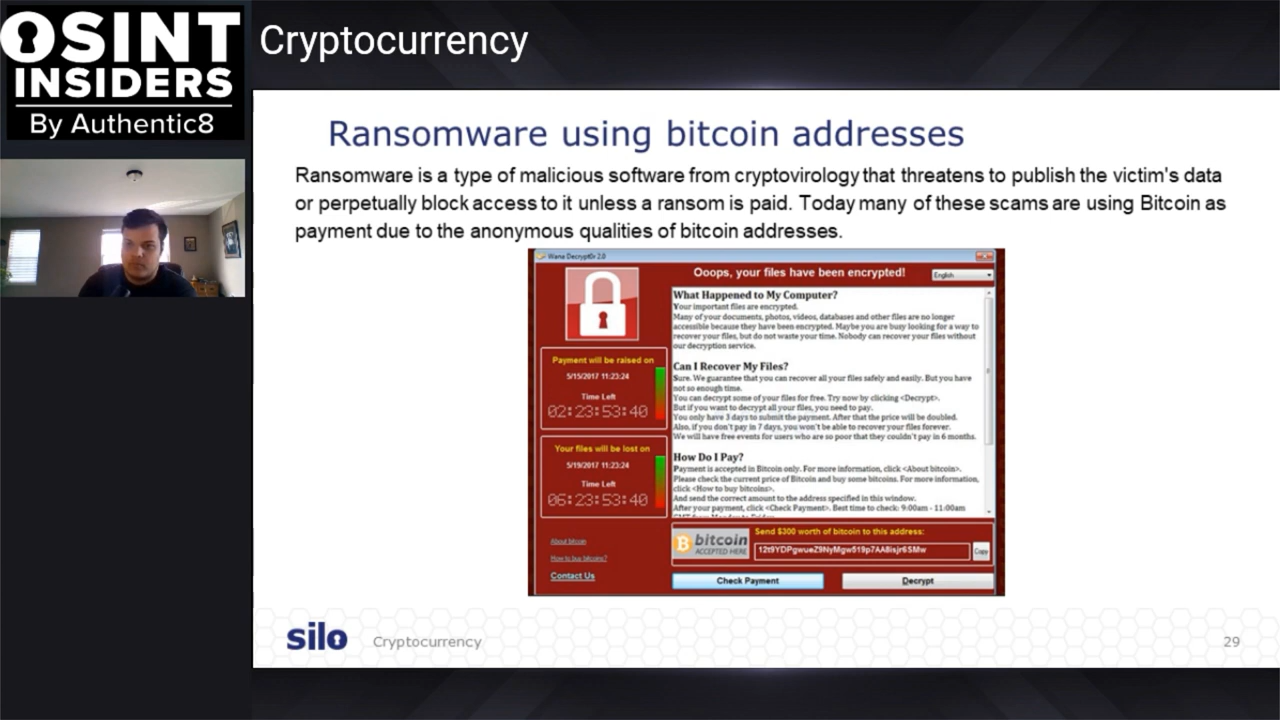 OSINT
INSIDERS
By Authentic8
Cryptocurrency
Ransomware using bitcoin addresses
Ransomware is a type of malicious software from cryptovirology that threatens to publish the victim's data
or perpetually block access to it unless a ransom is paid. Today many of these scams are using Bitcoin as
payment due to the anonymous qualities of bitcoin addresses.
Wana Decrypt0r 2.0
Ooops, your files have been encrypted!
English
Payment will be raised on
5/15/2017 11:23:24
Time Left
02:23:53:40
Your files will be lost on
5/19/2017 11:23:24
Time Left
06:23:53:40
About bitcoin
How to buy bitcoins?
Contact Us
What Happened to My Computer?
Your important files are encrypted.
Many of your documents, photos, videos, databases and other files are no longer
accessible because they have been encrypted. Maybe you are busy looking for a way to
recover your files, but do not waste your time. Nobody can recover your files without
our decryption service.
Can I Recover My Files?
Sure. We guarantee that you can recover all your files safely and easily. But you have
not so enough time.
You can decrypt some of your files for free. Try now by clicking <Decrypt>.
But if you want to decrypt all your files, you need to pay.
You only have 3 days to submit the payment. After that the price will be doubled.
Also, if you don't pay in 7 days, you won't be able to recover your files forever.
We will have free events for users who are so poor that they couldn't pay in 6 months.
How Do I Pay?
Payment is accepted in Bitcoin only. For more information, click <About bitcoin>.
Please check the current price of Bitcoin and buy some bitcoins. For more information,
click <How to buy bitcoins>.
And send the correct amount to the address specified in this window.
After your payment, click <Check Payment>. Best time to check: 9:00am - 11:00am
GMT from Monday to Friday.
bitcoin
ACCEPTED HERE
Send $300 worth of bitcoin to this address:
12t9YDPgwueZ9NyMgw519p7AA8isjr6SMw
Copy
Check Payment
Decrypt
silo
Cryptocurrency
29